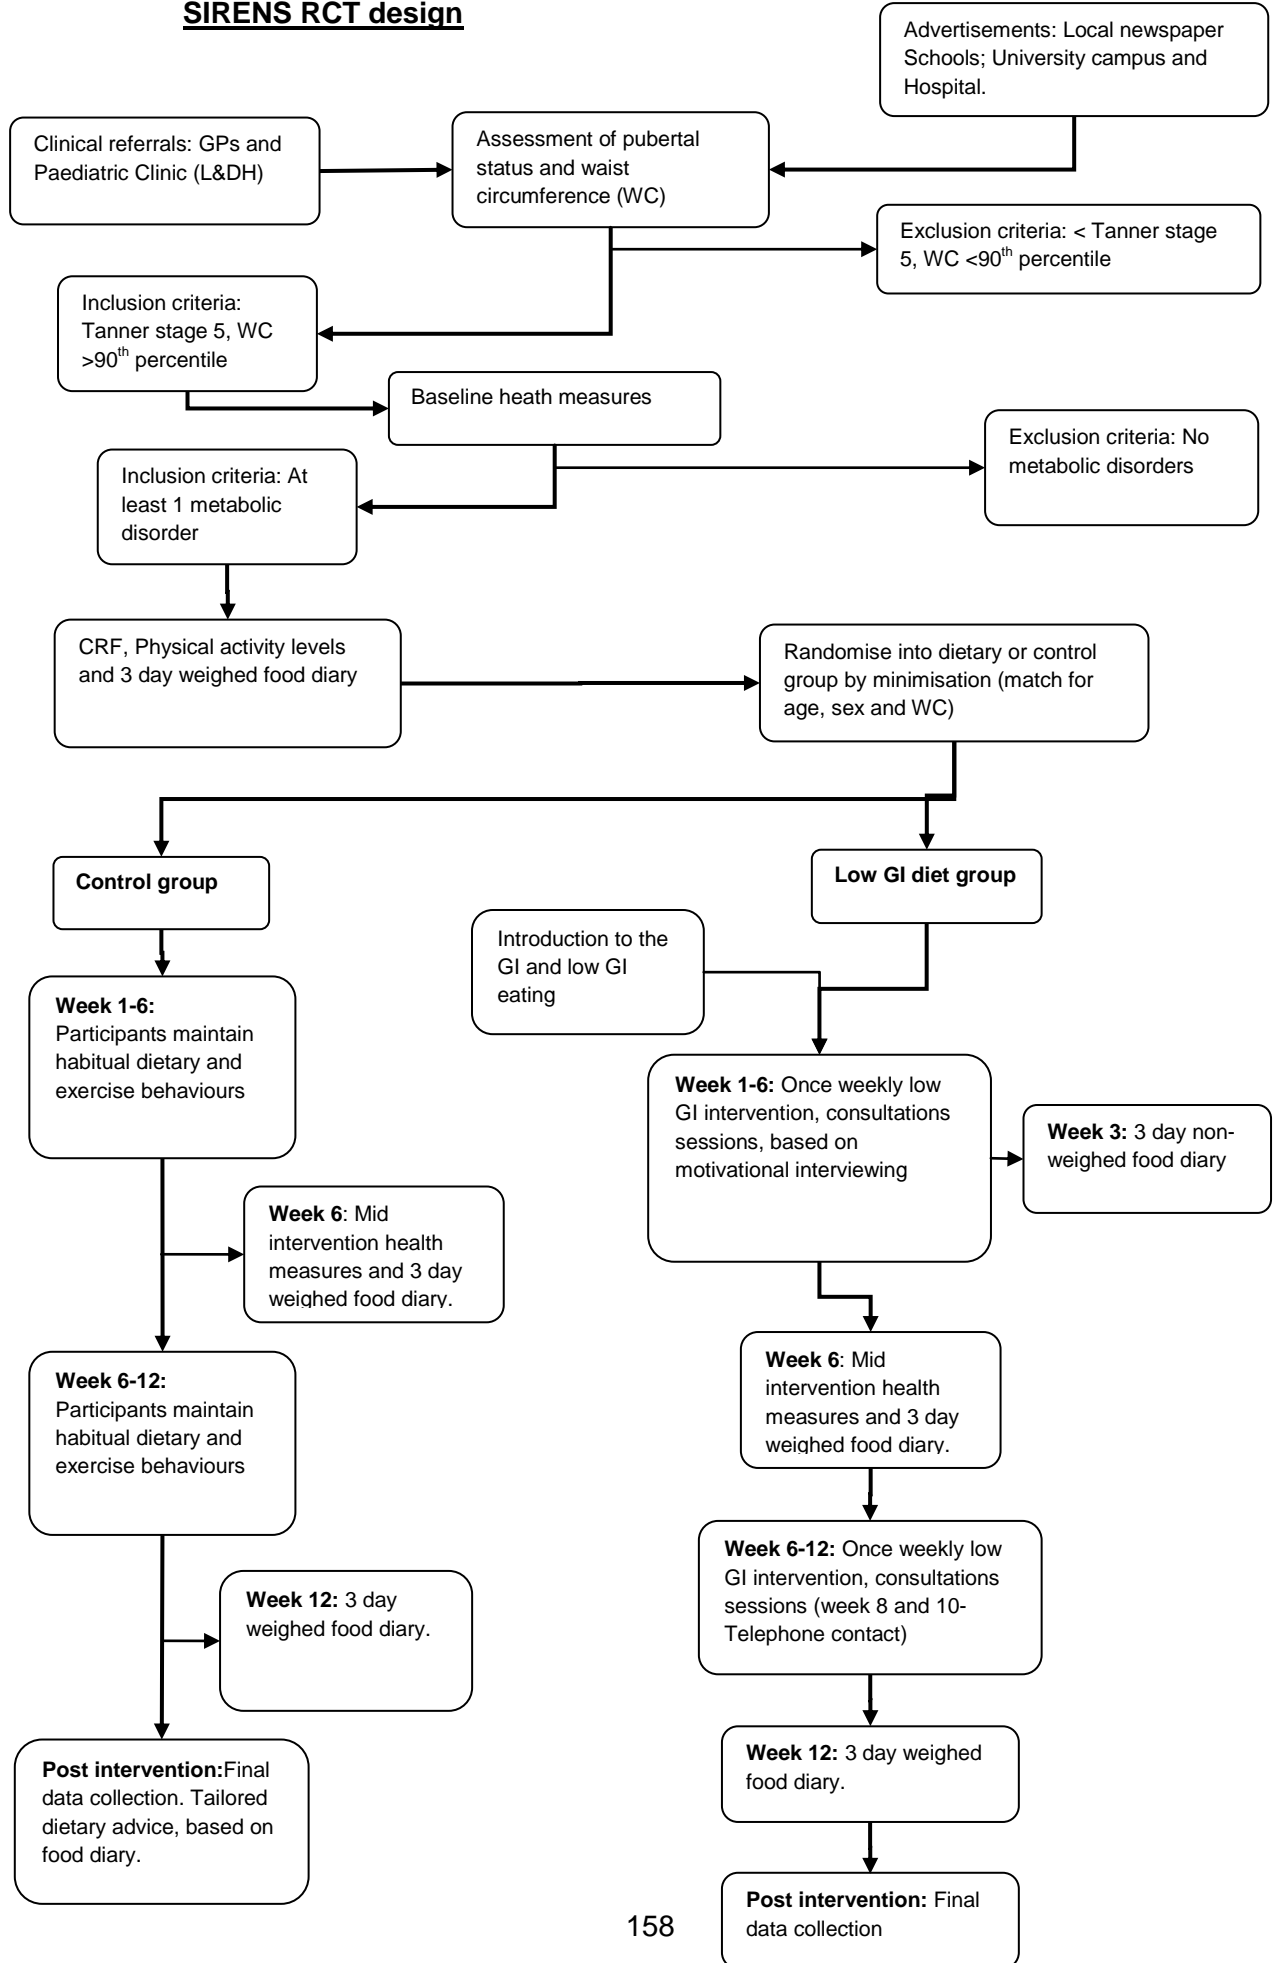 SIRENS RCT design
Advertisements: Local newspaper
Schools; University campus and
Hospital.
Clinical referrals: GPs and
Paediatric Clinic (L&DH)
Assessment of pubertal
status and waist
circumference (WC)
Exclusion criteria: < Tanner stage
5, WC <90th percentile
Inclusion criteria:
Tanner stage 5, WC
>90th percentile
Baseline heath measures
Exclusion criteria: No
metabolic disorders
Inclusion criteria: At
least 1 metabolic
disorder
CRF, Physical activity levels
and 3 day weighed food diary
Randomise into dietary or control
group by minimisation (match for
age, sex and WC)
Control group
Low GI diet group
Introduction to the
GI and low GI
eating
Week 1-6:
Participants maintain
habitual dietary and
exercise behaviours
Week 1-6: Once weekly low
GI intervention, consultations
sessions, based on
motivational interviewing
Week 3: 3 day non-
weighed food diary
Week 6: Mid
intervention health
measures and 3 day
weighed food diary.
Week 6: Mid
intervention health
measures and 3 day
weighed food diary.
Week 6-12:
Participants maintain
habitual dietary and
exercise behaviours
Week 6-12: Once weekly low
GI intervention, consultations
sessions (week 8 and 10-
Telephone contact)
Week 12: 3 day
weighed food diary.
Week 12: 3 day weighed
food diary.
Post intervention:Final
data collection. Tailored
dietary advice, based on
food diary.
Post intervention: Final
data collection
158